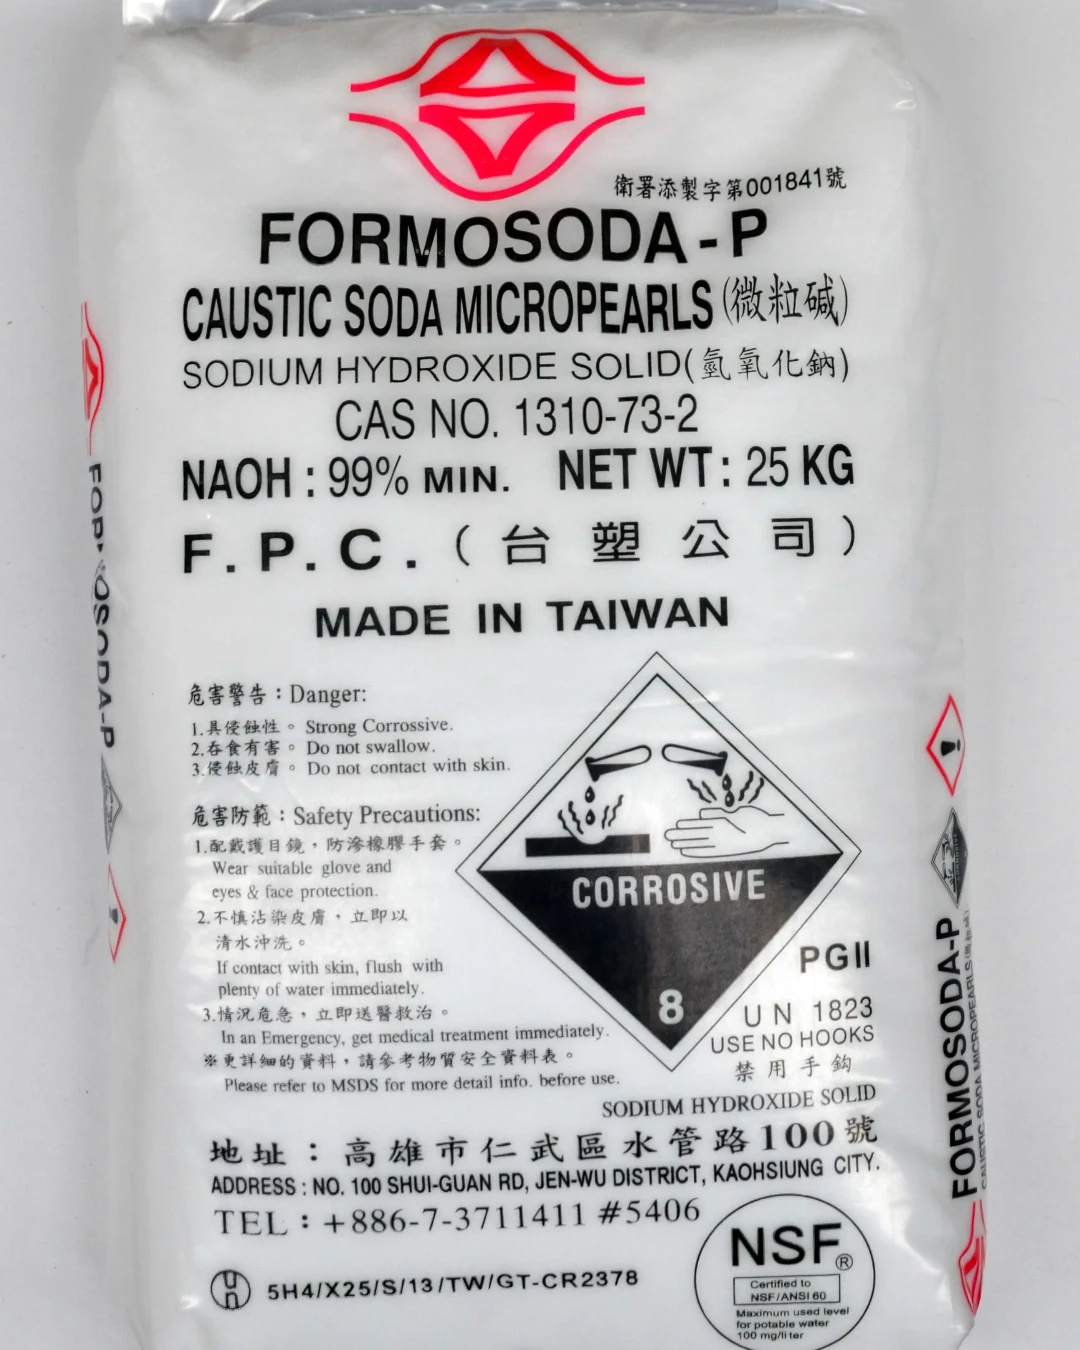 衛署添製字第001841號
FORMOSODA-P
CAUSTIC SODA MICROPEARLS (微粒碱)
SODIUM HYDROXIDE SOLID(氫氧化鈉)
CAS NO. 1310-73-2
NAOH : 99% MIN. NET WT : 25 KG
F. P. C. (台塑公司)
MADE IN TAIWAN
危害警告：Danger:
1.具侵蝕性。 Strong Corrossive.
2.吞食有害。 Do not swallow.
3.侵蝕皮膚。 Do not contact with skin.
危害防範：Safety Precautions:
1.配戴護目鏡，防滲橡膠手套。
Wear suitable glove and
eyes & face protection.
2.不慎沾染皮膚，立即以
清水沖洗。
If contact with skin, flush with
plenty of water immediately.
3.情況危急，立即送醫救治。
In an Emergency, get medical treatment immediately.
※更詳細的資料，請參考物質安全資料表。
Please refer to MSDS for more detail info. before use.
CORROSIVE
8
PGII
UN 1823
USE NO HOOKS
禁用手鈎
SODIUM HYDROXIDE SOLID
地址：高雄市仁武區水管路100號
ADDRESS : NO. 100 SHUI-GUAN RD, JEN-WU DISTRICT, KAOHSIUNG CITY.
TEL：+886-7-3711411 #5406
un 5H4/X25/S/13/TW/GT-CR2378
NSF®
Certified to
NSF/ANSI 60
Maximum used level
for potable water
100 mg/liter
FORMOSODA-P
FORMOSODA-P
CAUSTIC SODA MICROPEARLS